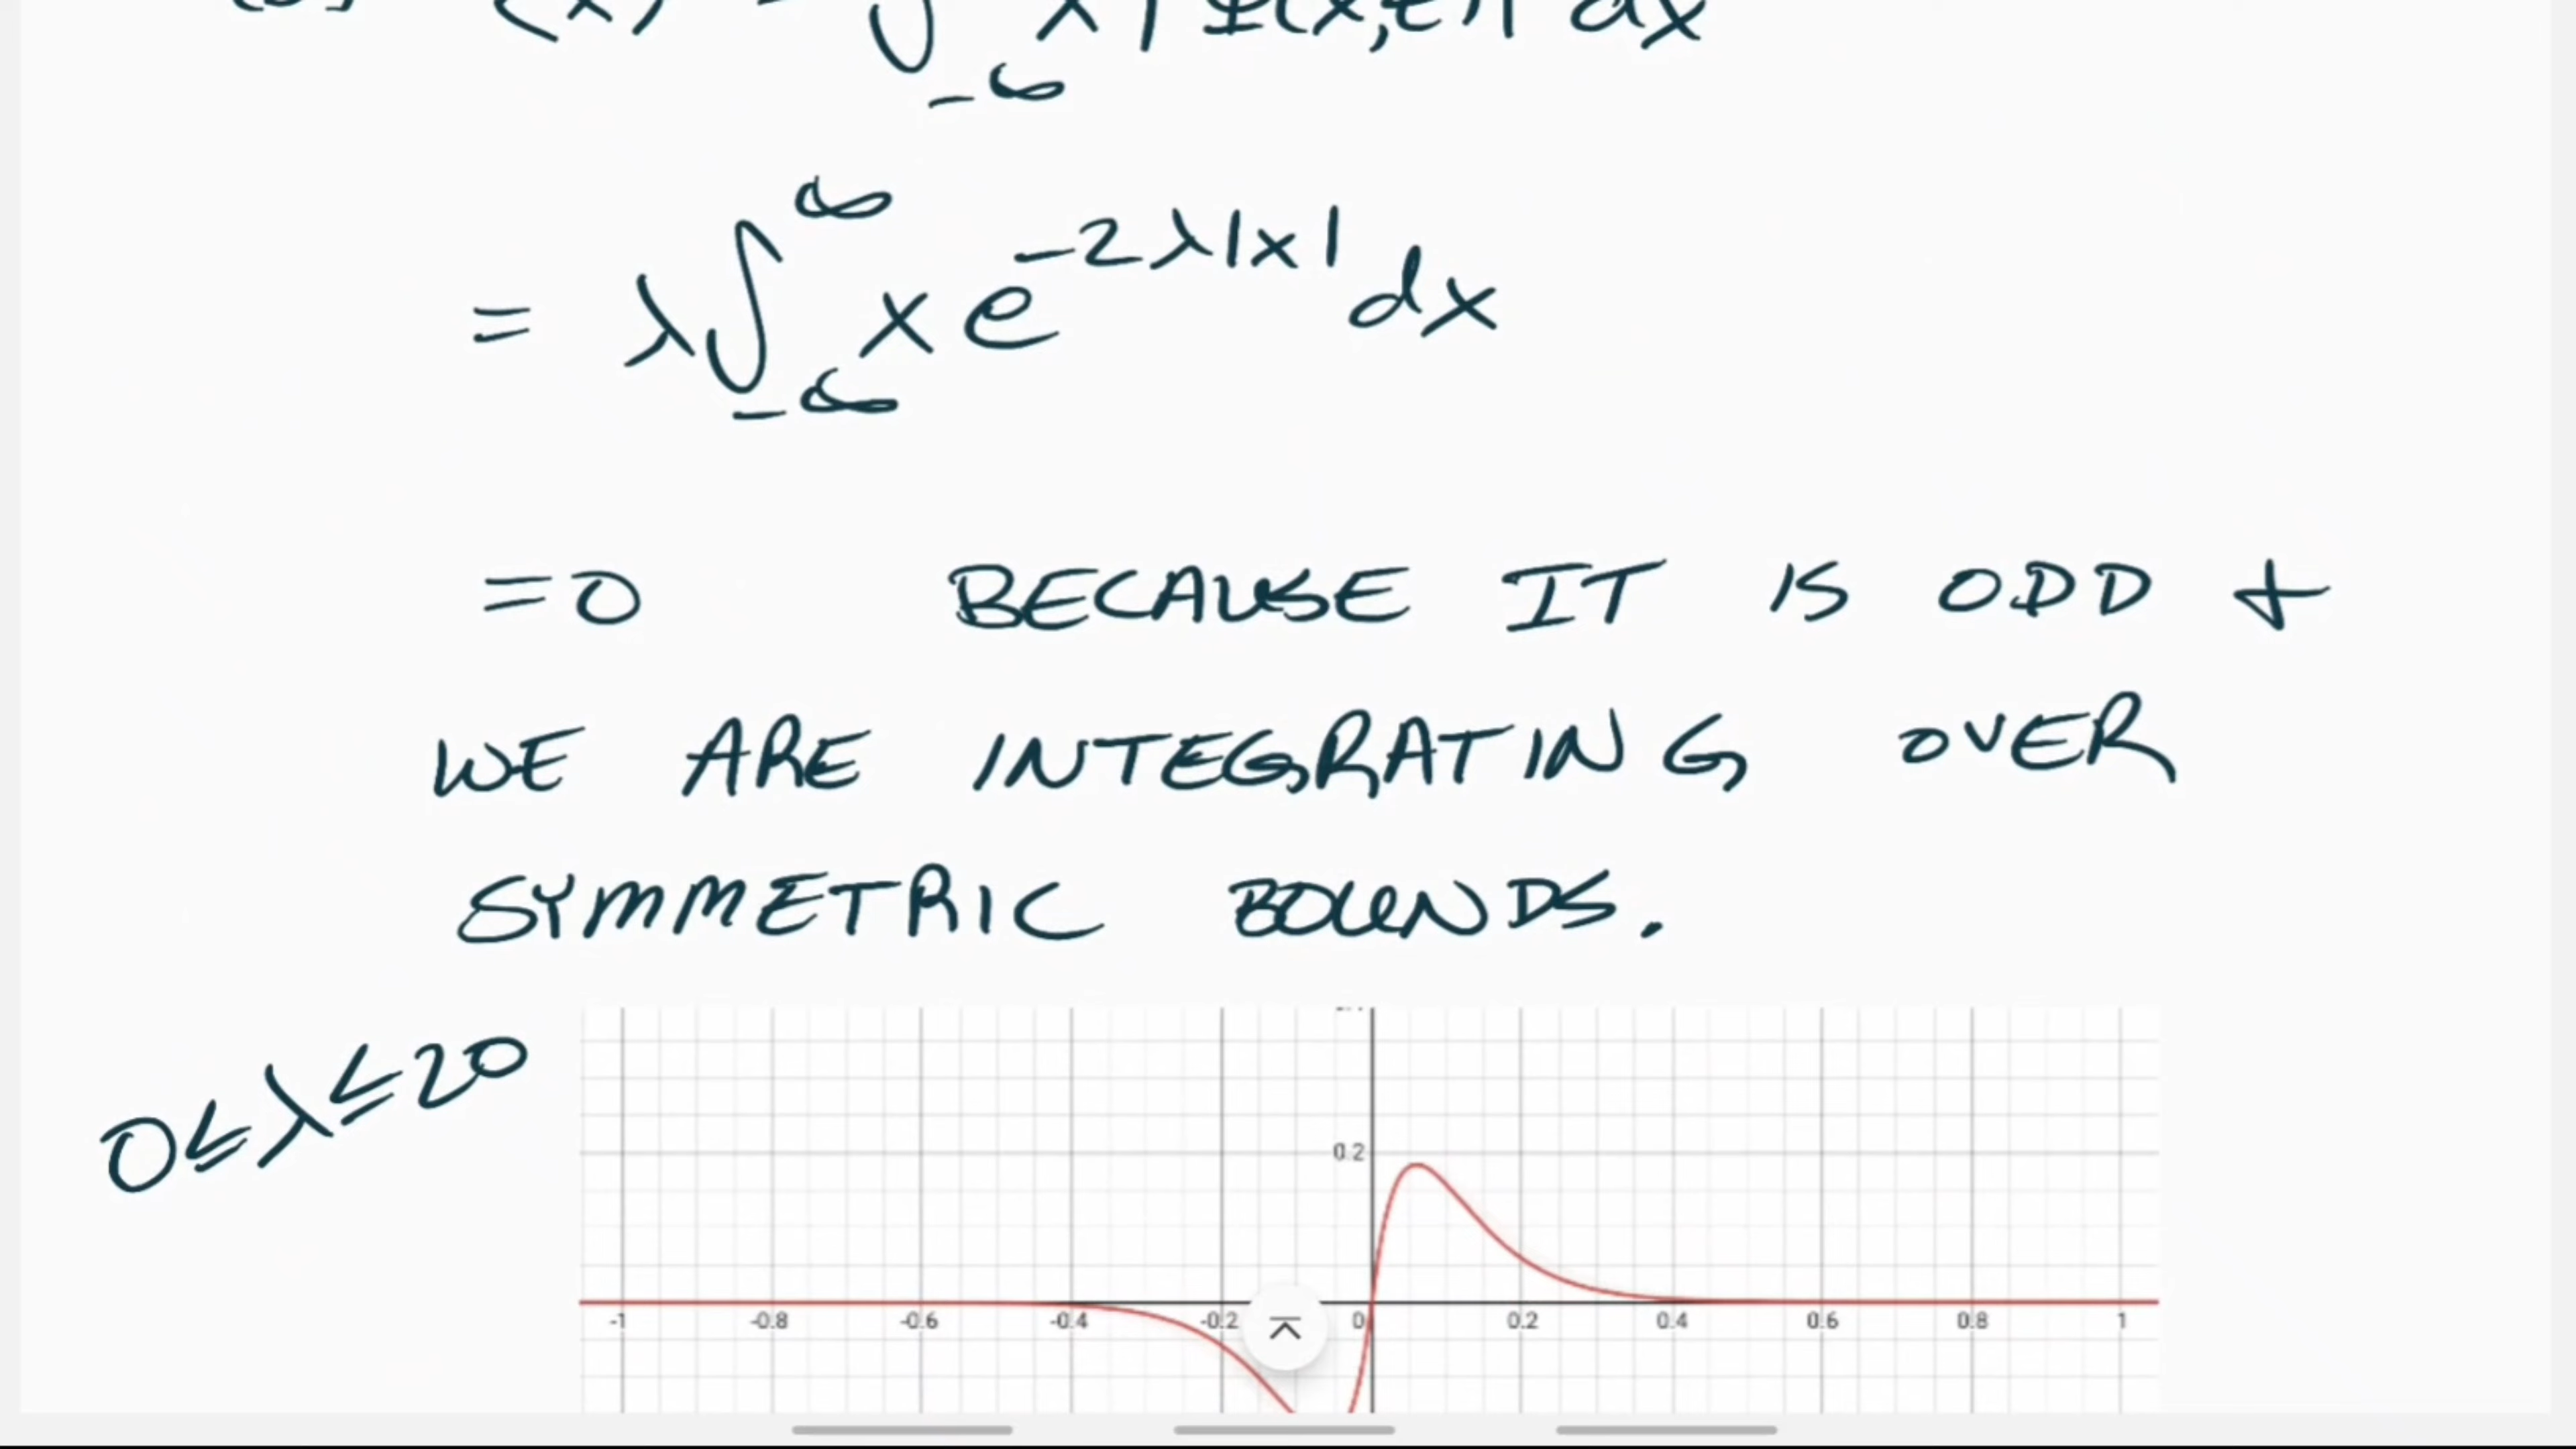 ⟨x⟩ = ∫_{-∞} x |Ψ(x,t)| dx
= λ∫_{-∞}^{∞} x e^{-2λ|x|} dx
=0 BECAUSE IT IS ODD +
WE ARE INTEGRATING OVER
SYMMETRIC BOUNDS.
0≤λ≤20
0.2
-1 -0.8 -0.6 -0.4 -0.2 0 0.2 0.4 0.6 0.8 1